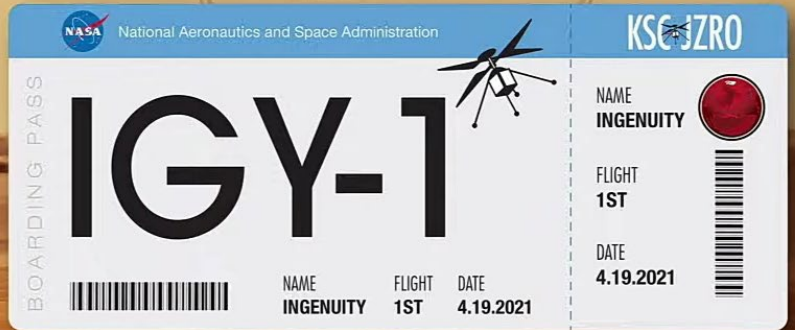 NASA
National Aeronautics and Space Administration
BOARDING PASS
IGY-1
NAME
INGENUITY
FLIGHT
1ST
DATE
4.19.2021
KSC JZRO
NAME
INGENUITY
FLIGHT
1ST
DATE
4.19.2021